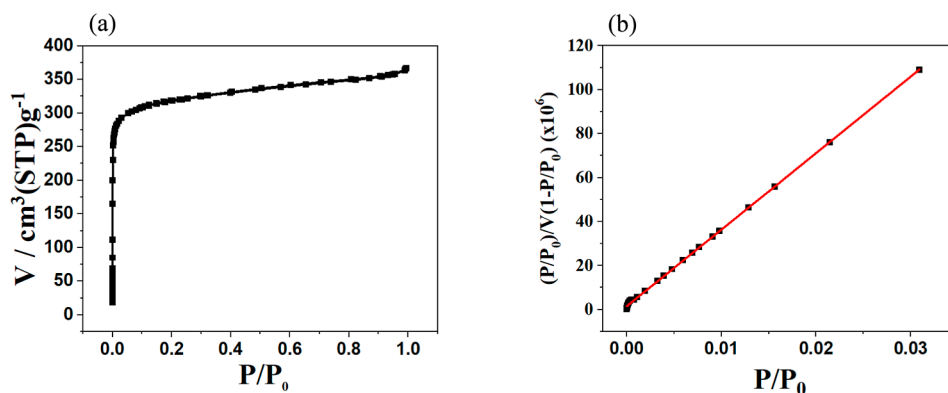 (a)
400
350
300
250
200
150
100
50
0
V / cm³(STP)g⁻¹
0.0 0.2 0.4 0.6 0.8 1.0
P/P₀
(b)
120
100
80
60
40
20
0
(P/P₀)/V(1-P/P₀) (x10⁶)
0.00 0.01 0.02 0.03
P/P₀